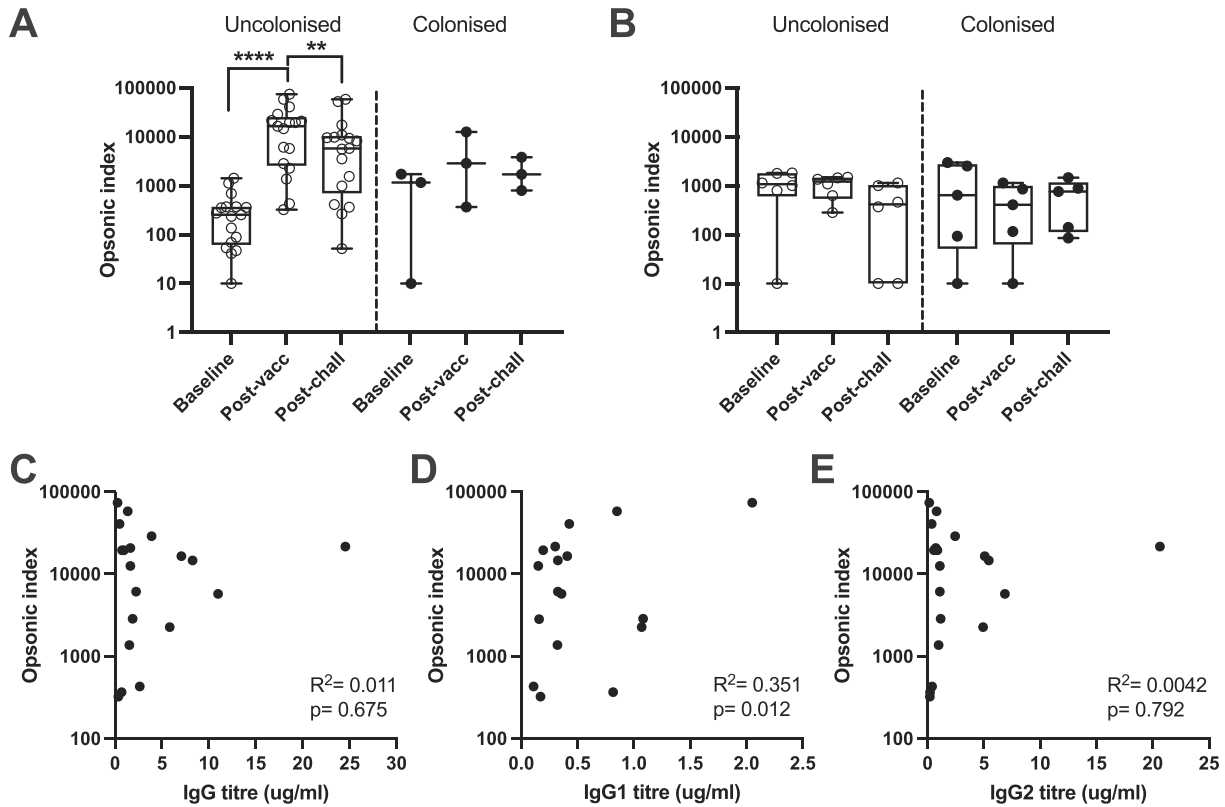 A
Uncolonised Colonised
**** **
Opsonic index
100000
10000
1000
100
10
1
Baseline Post-vacc Post-chall Baseline Post-vacc Post-chall
B
Uncolonised Colonised
Opsonic index
100000
10000
1000
100
10
1
Baseline Post-vacc Post-chall Baseline Post-vacc Post-chall
C
Opsonic index
100000
10000
1000
100
R²= 0.011
p= 0.675
0 5 10 15 20 25 30
IgG titre (ug/ml)
D
Opsonic index
100000
10000
1000
100
R²= 0.351
p= 0.012
0.0 0.5 1.0 1.5 2.0 2.5
IgG1 titre (ug/ml)
E
Opsonic index
100000
10000
1000
100
R²= 0.0042
p= 0.792
0 5 10 15 20 25
IgG2 titre (ug/ml)